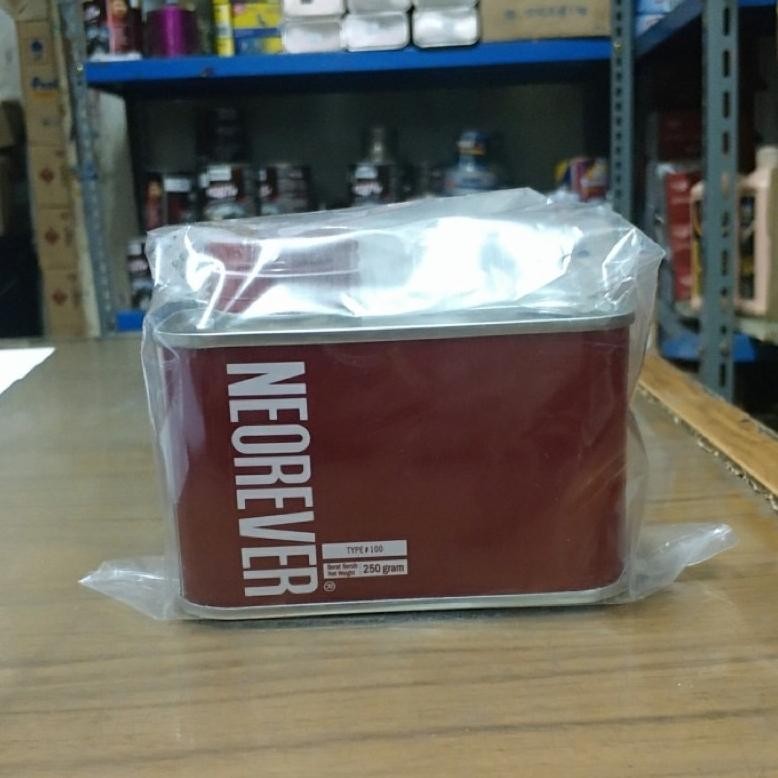 NEOREVER
TYPE#100
Berat Bersih
Net Weight
250 gram